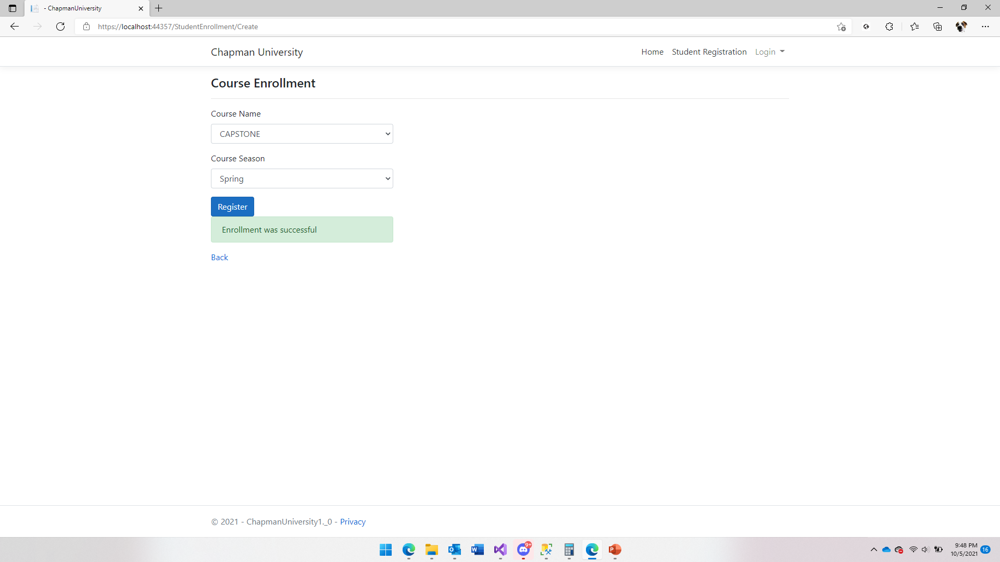 - ChapmanUniversity
https://localhost:44357/StudentEnrollment/Create
Chapman University
Home
Student Registration
Login
Course Enrollment
Course Name
CAPSTONE
Course Season
Spring
Register
Enrollment was successful
Back
© 2021 - ChapmanUniversity1._0 - Privacy
9+
9:48 PM
10/5/2021
16